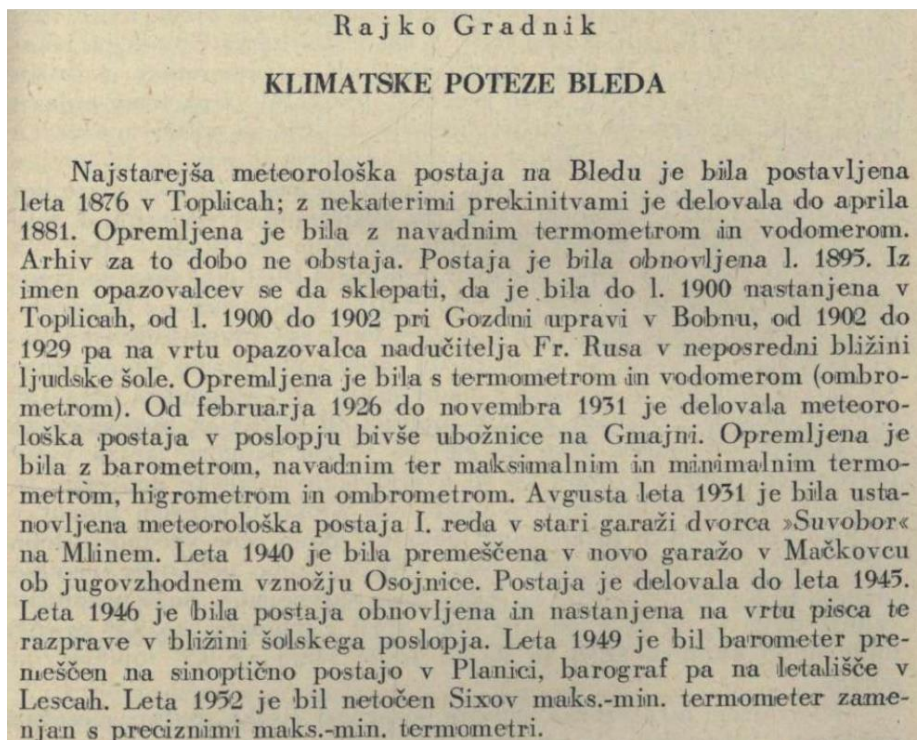 Rajko Gradnik
KLIMATSKE POTEZE BLEDA
Najstarejša meteorološka postaja na Bledu je bila postavljena
leta 1876 v Toplicah; z nekaterimi prekinitvami je delovala do aprila
1881. Opremljena je bila z navadnim termometrom in vodomerom.
Arhiv za to dobo ne obstaja. Postaja je bila obnovljena l. 1895. Iz
imen opazovalcev se da sklepati, da je bila do l. 1900 nastanjena v
Toplicah, od l. 1900 do 1902 pri Gozdni upravi v Bobnu, od 1902 do
1929 pa na vrtu opazovalca nadučitelja Fr. Rusa v neposredni bližini
ljudske šole. Opremljena je bila s termometrom in vodomerom (ombro-
metrom). Od februarja 1926 do novembra 1931 je delovala meteoro-
loška postaja v poslopju bivše ubožnice na Gmajni. Opremljena je
bila z barometrom, navadnim ter maksimalnim in minimalnim termo-
metrom, higrometrom in ombrometrom. Avgusta leta 1931 je bila usta-
novljena meteorološka postaja I. reda v stari garaži dvorca »Suvobor«
na Mlinem. Leta 1940 je bila premeščena v novo garažo v Mačkovcu
ob jugovzhodnem vznožju Osojnice. Postaja je delovala do leta 1945.
Leta 1946 je bila postaja obnovljena in nastanjena na vrtu pisca te
razprave v bližini šolskega poslopja. Leta 1949 je bil barometer pre-
meščen na sinoptično postajo v Planici, barograf pa na letališče v
Lescah. Leta 1952 je bil netočen Sixov maks.-min. termometer zame-
njan s preciznimi maks.-min. termometri.